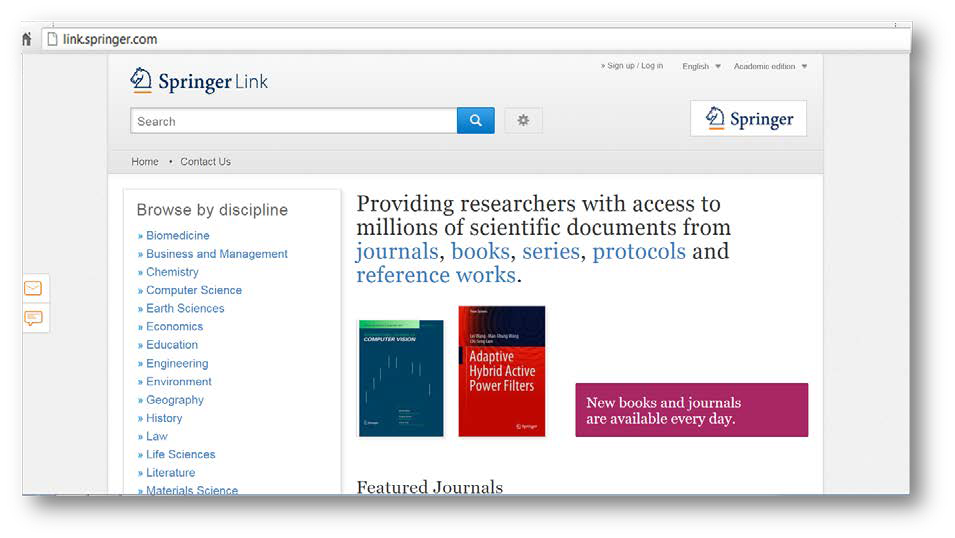 link.springer.com
» Sign up / Log in English Academic edition
Springer Link
Search
Springer
Home • Contact Us
Browse by discipline
» Biomedicine
» Business and Management
» Chemistry
» Computer Science
» Earth Sciences
» Economics
» Education
» Engineering
» Environment
» Geography
» History
» Law
» Life Sciences
» Literature
» Materials Science
Providing researchers with access to
millions of scientific documents from
journals, books, series, protocols and
reference works.
COMPUTER VISION
Adaptive
Hybrid Active
Power Filters
Springer
New books and journals
are available every day.
Featured Journals